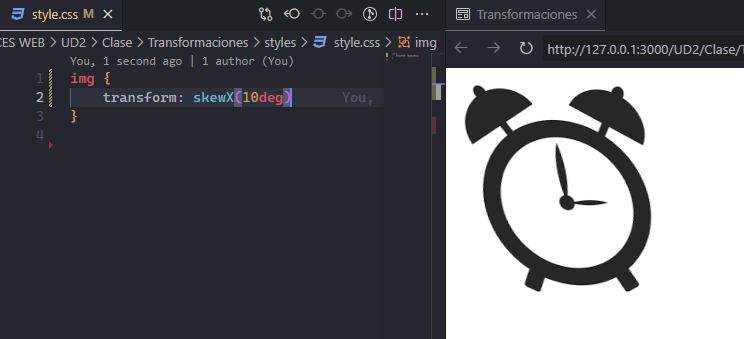 style.css M
Transformaciones
CES WEB > UD2 > Clase > Transformaciones > styles > style.css > img
http://127.0.0.1:3000/UD2/Clase/T
You, 1 second ago | 1 author (You)
1 img {
2 transform: skewX(10deg) You,
3 }
4